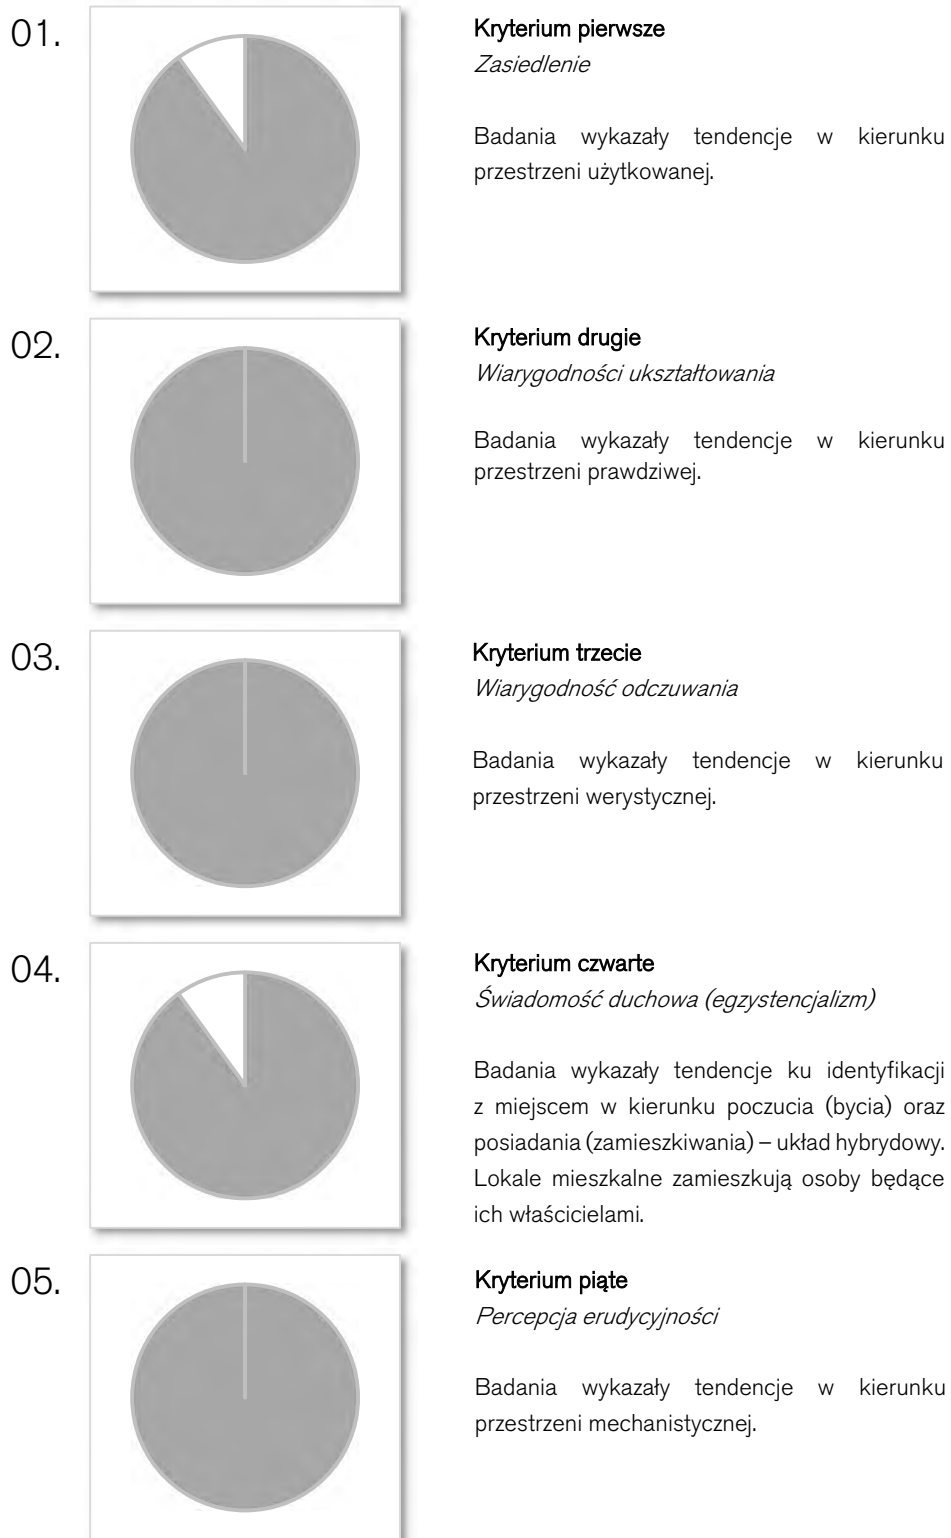 01.
Kryterium pierwsze
Zasiedlenie
Badania wykazały tendencje w kierunku
przestrzeni użytkowanej.
02.
Kryterium drugie
Wiarygodności ukształtowania
Badania wykazały tendencje w kierunku
przestrzeni prawdziwej.
03.
Kryterium trzecie
Wiarygodność odczuwania
Badania wykazały tendencje w kierunku
przestrzeni werystycznej.
04.
Kryterium czwarte
Świadomość duchowa (egzystencjalizm)
Badania wykazały tendencje ku identyfikacji
z miejscem w kierunku poczucia (bycia) oraz
posiadania (zamieszkiwania) – układ hybrydowy.
Lokale mieszkalne zamieszkują osoby będące
ich właścicielami.
05.
Kryterium piąte
Percepcja erudycyjności
Badania wykazały tendencje w kierunku
przestrzeni mechanistycznej.